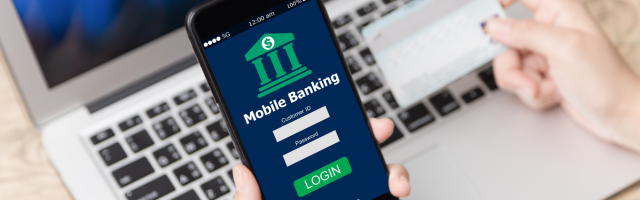 5G 12:00 am 100%
$
Mobile Banking
Customer ID
Password
LOGIN